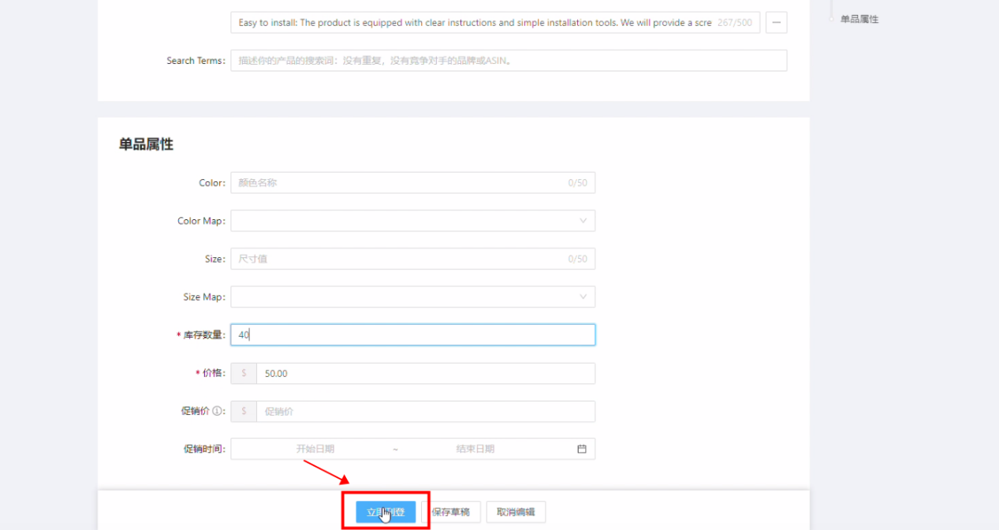 Easy to install: The product is equipped with clear instructions and simple installation tools. We will provide a scre 267/500
单品属性
Search Terms: 描述你的产品的搜索词：没有重复，没有竞争对手的品牌或ASIN。
单品属性
Color: 颜色名称 0/50
Color Map:
Size: 尺寸值 0/50
Size Map:
* 库存数量: 40
* 价格: $ 50.00
促销价 ①: $ 促销价
促销时间: 开始日期 ~ 结束日期
立即刊登 保存草稿 取消编辑